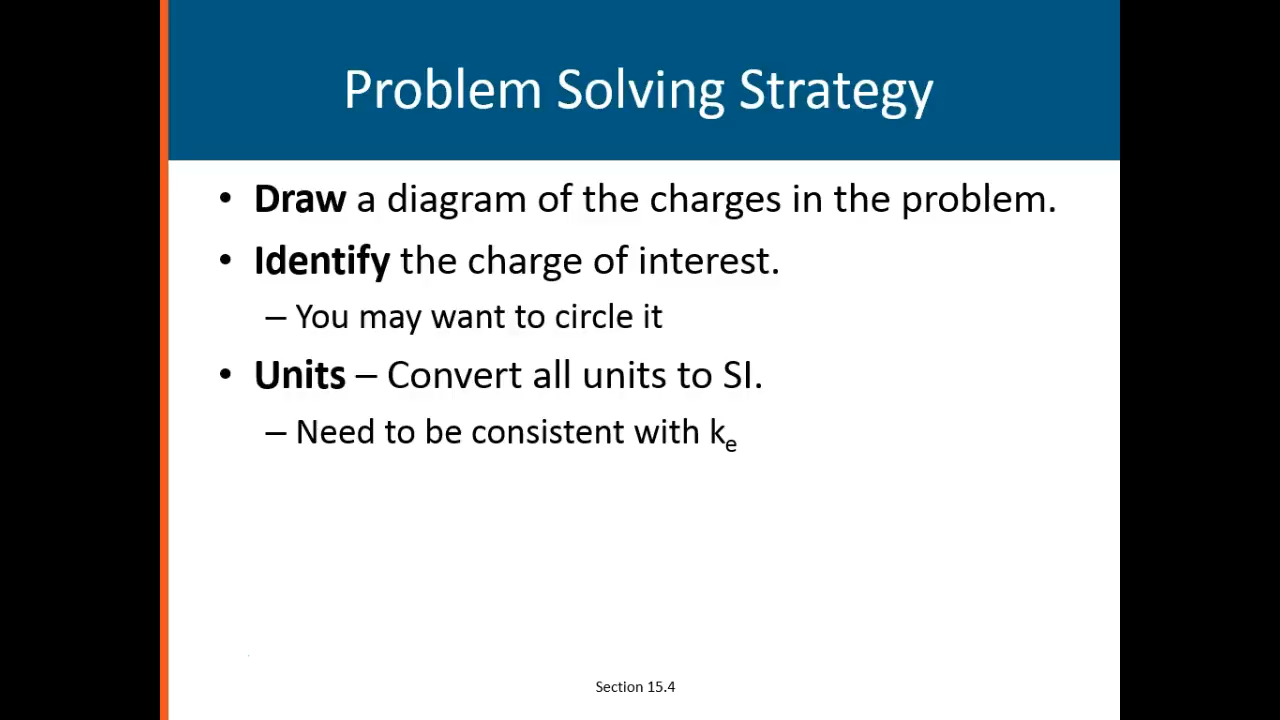 Problem Solving Strategy
• Draw a diagram of the charges in the problem.
• Identify the charge of interest.
– You may want to circle it
• Units – Convert all units to SI.
– Need to be consistent with kₑ
Section 15.4